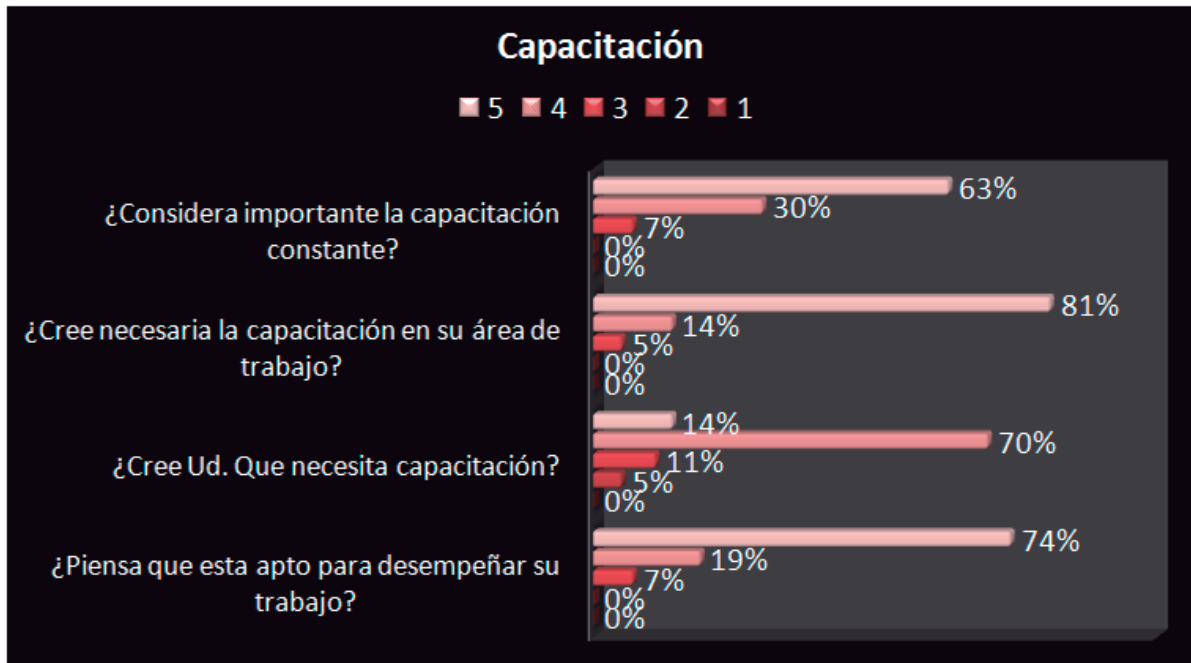 Capacitación
5 4 3 2 1
¿Considera importante la capacitación
constante?
63%
30%
7%
0%
0%
¿Cree necesaria la capacitación en su área de
trabajo?
81%
14%
5%
0%
0%
¿Cree Ud. Que necesita capacitación?
14%
70%
11%
5%
0%
¿Piensa que esta apto para desempeñar su
trabajo?
74%
19%
7%
0%
0%